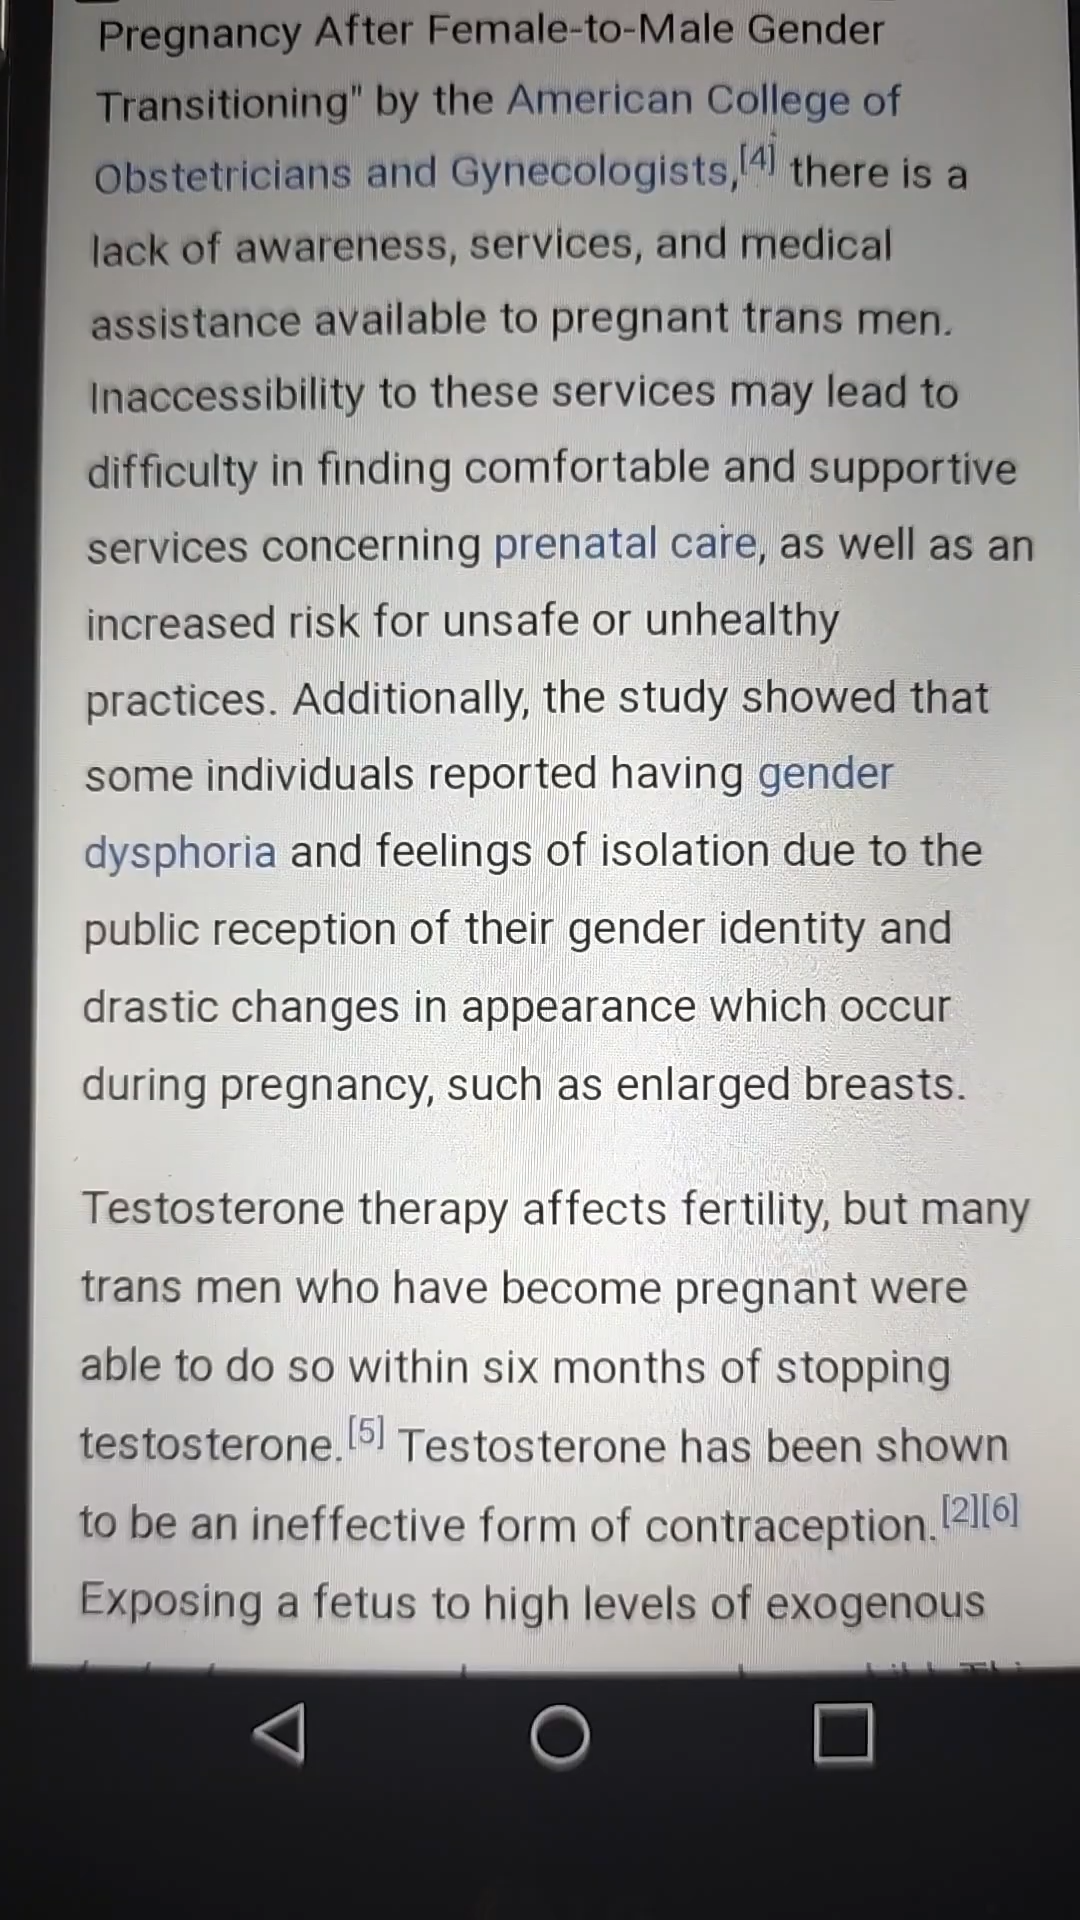 Pregnancy After Female-to-Male Gender
Transitioning" by the American College of
Obstetricians and Gynecologists,[4] there is a
lack of awareness, services, and medical
assistance available to pregnant trans men.
Inaccessibility to these services may lead to
difficulty in finding comfortable and supportive
services concerning prenatal care, as well as an
increased risk for unsafe or unhealthy
practices. Additionally, the study showed that
some individuals reported having gender
dysphoria and feelings of isolation due to the
public reception of their gender identity and
drastic changes in appearance which occur
during pregnancy, such as enlarged breasts.
Testosterone therapy affects fertility, but many
trans men who have become pregnant were
able to do so within six months of stopping
testosterone.[5] Testosterone has been shown
to be an ineffective form of contraception.[2][6]
Exposing a fetus to high levels of exogenous